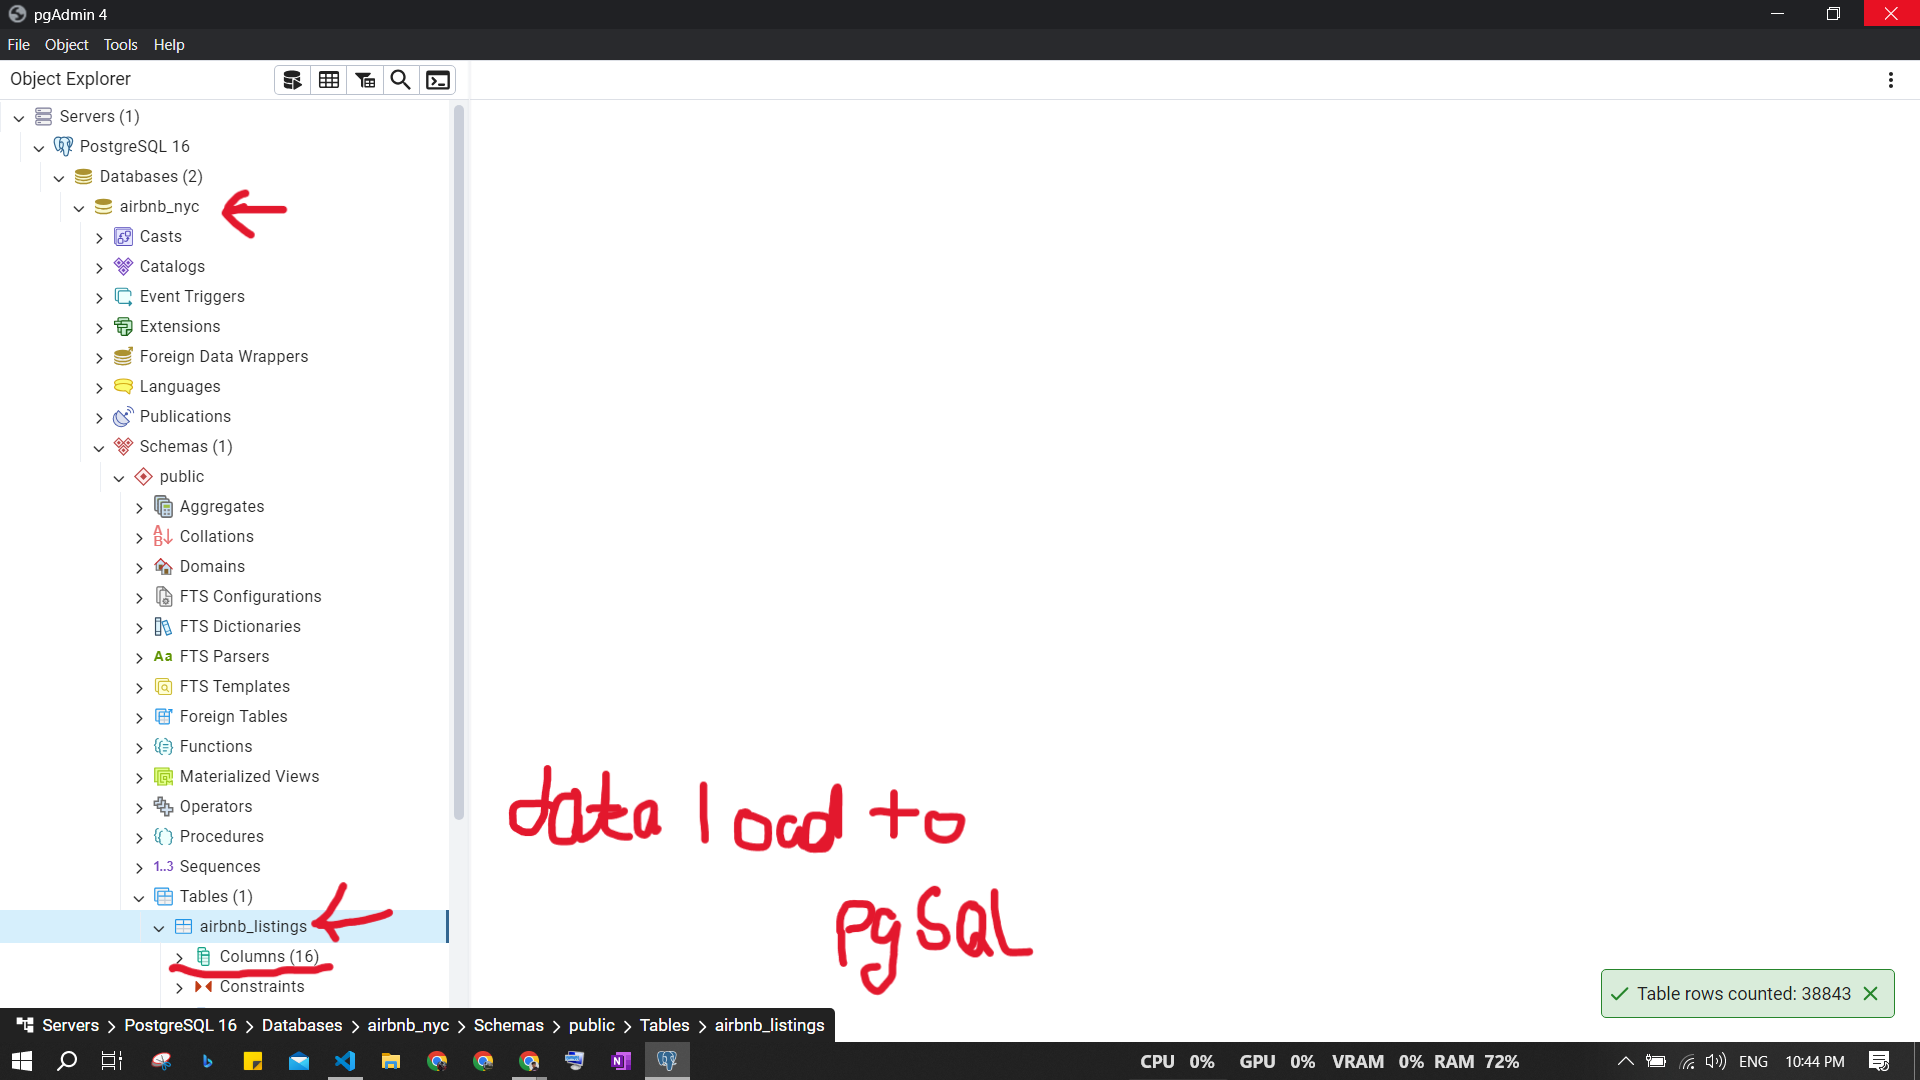 pgAdmin 4
File Object Tools Help
Object Explorer
Servers (1)
PostgreSQL 16
Databases (2)
airbnb_nyc
Casts
Catalogs
Event Triggers
Extensions
Foreign Data Wrappers
Languages
Publications
Schemas (1)
public
Aggregates
Collations
Domains
FTS Configurations
FTS Dictionaries
Aa FTS Parsers
FTS Templates
Foreign Tables
Functions
Materialized Views
Operators
Procedures
1..3 Sequences
Tables (1)
airbnb_listings
Columns (16)
Constraints
data load to
pgSQL
Table rows counted: 38843
Servers > PostgreSQL 16 > Databases > airbnb_nyc > Schemas > public > Tables > airbnb_listings
CPU 0% GPU 0% VRAM 0% RAM 72% ENG 10:44 PM